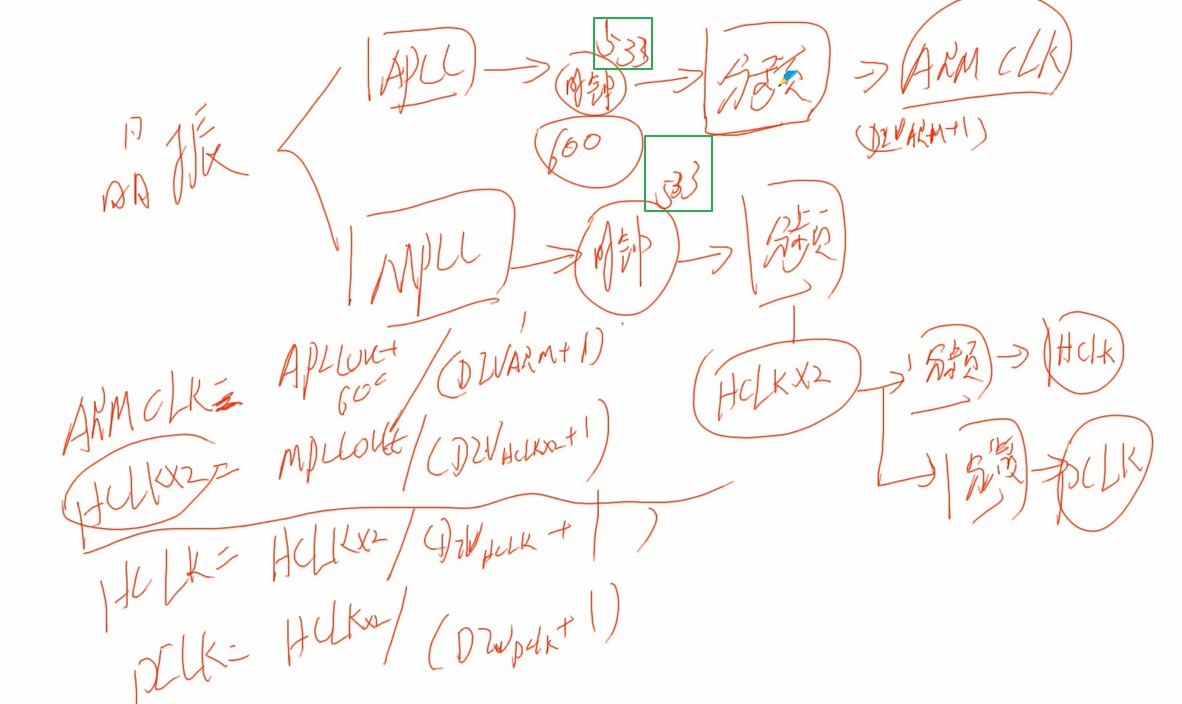 晶振
APLL
533
时钟
600
分频
ARMCLK
(DIVARM+1)
MPLL
533
时钟
分频
HCLKX2
分频
HCLK
分频
PCLK
ARMCLK= APLLOUT/(DIVARM+1)
600
HCLKX2= MPLLOUT/(DIVHCLKX2+1)
HCLK= HCLKX2/(DIVHCLK+1)
PCLK= HCLKX2/(DIVPCLK+1)